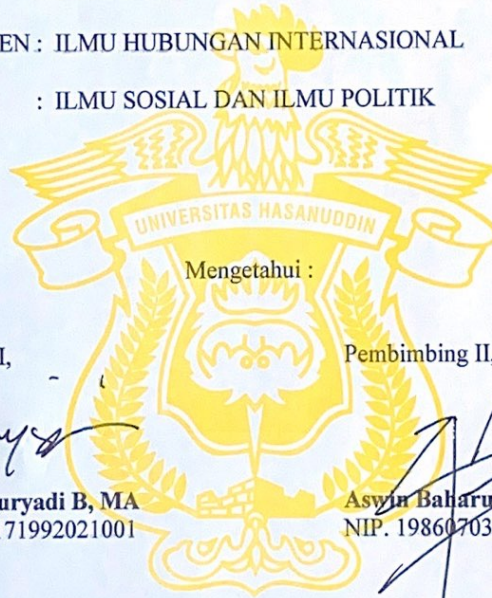 EN : ILMU HUBUNGAN INTERNASIONAL
: ILMU SOSIAL DAN ILMU POLITIK
UNIVERSITAS HASANUDDIN
Mengetahui :
I,
Pembimbing II,
uryadi B, MA
Aswin Baharu
71992021001
NIP. 19860703